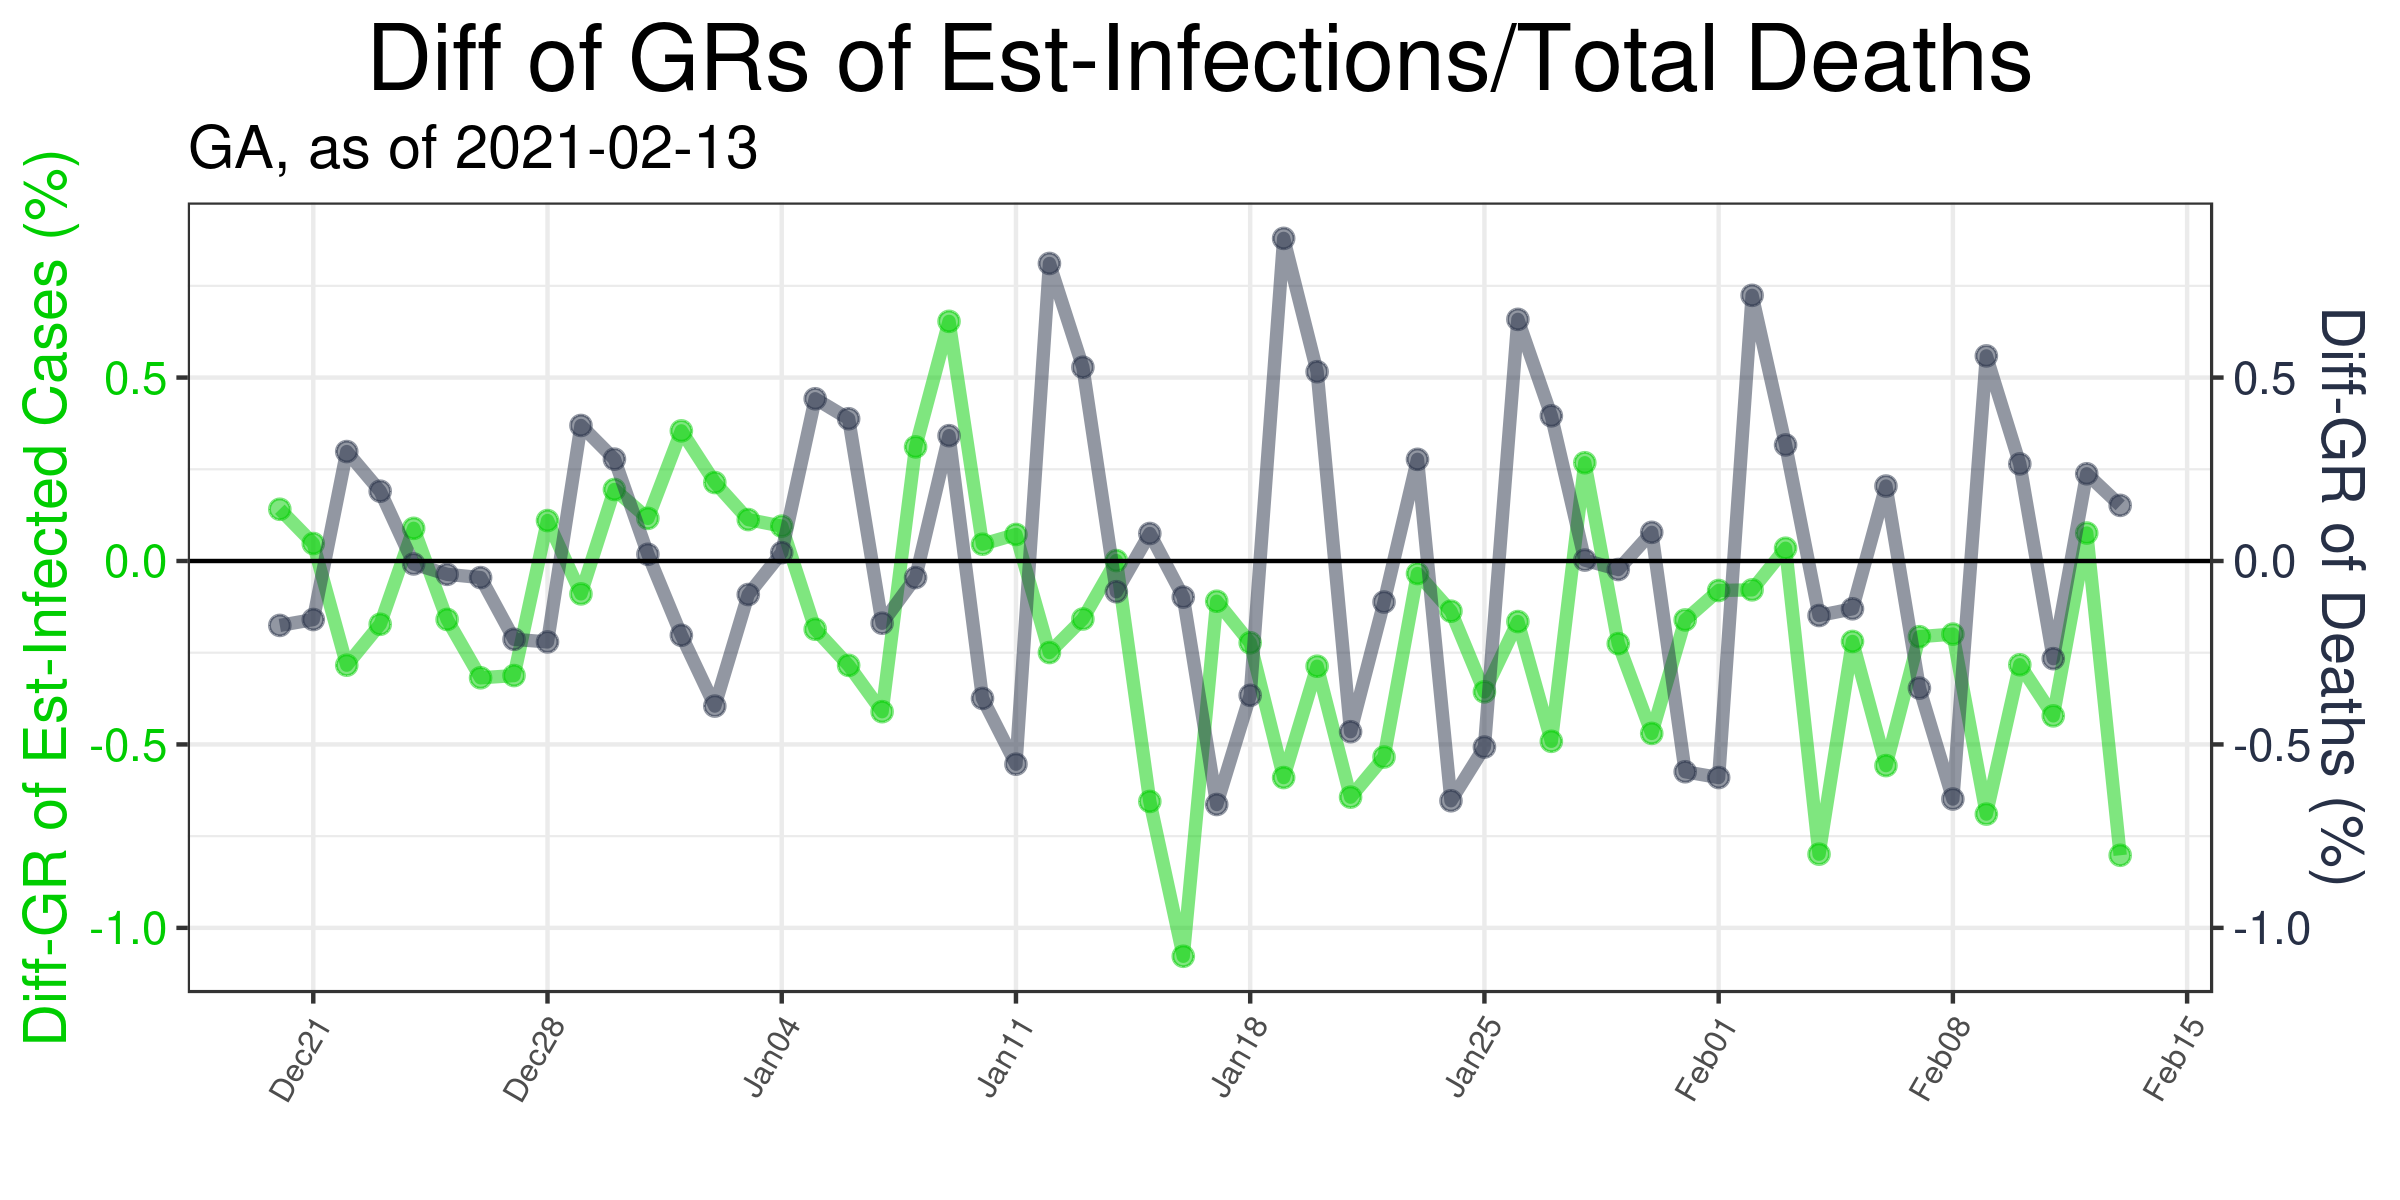 Diff of GRs of Est-Infections/Total Deaths
GA, as of 2021-02-13
Diff-GR of Est-Infected Cases (%)
0.5
0.0
-0.5
-1.0
0.5
0.0
-0.5
-1.0
Diff-GR of Deaths (%)
Dec21
Dec28
Jan04
Jan11
Jan18
Jan25
Feb01
Feb08
Feb15